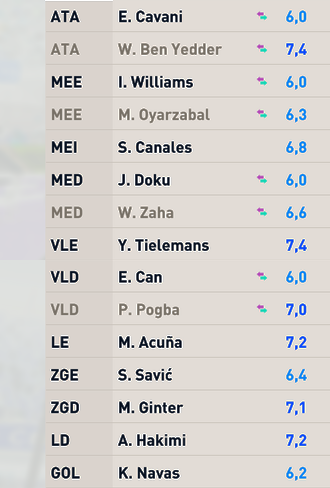 ATA E. Cavani 6,0
ATA W. Ben Yedder 7,4
MEE I. Williams 6,0
MEE M. Oyarzabal 6,3
MEI S. Canales 6,8
MED J. Doku 6,0
MED W. Zaha 6,6
VLE Y. Tielemans 7,4
VLD E. Can 6,0
VLD P. Pogba 7,0
LE M. Acuña 7,2
ZGE S. Savić 6,4
ZGD M. Ginter 7,1
LD A. Hakimi 7,2
GOL K. Navas 6,2